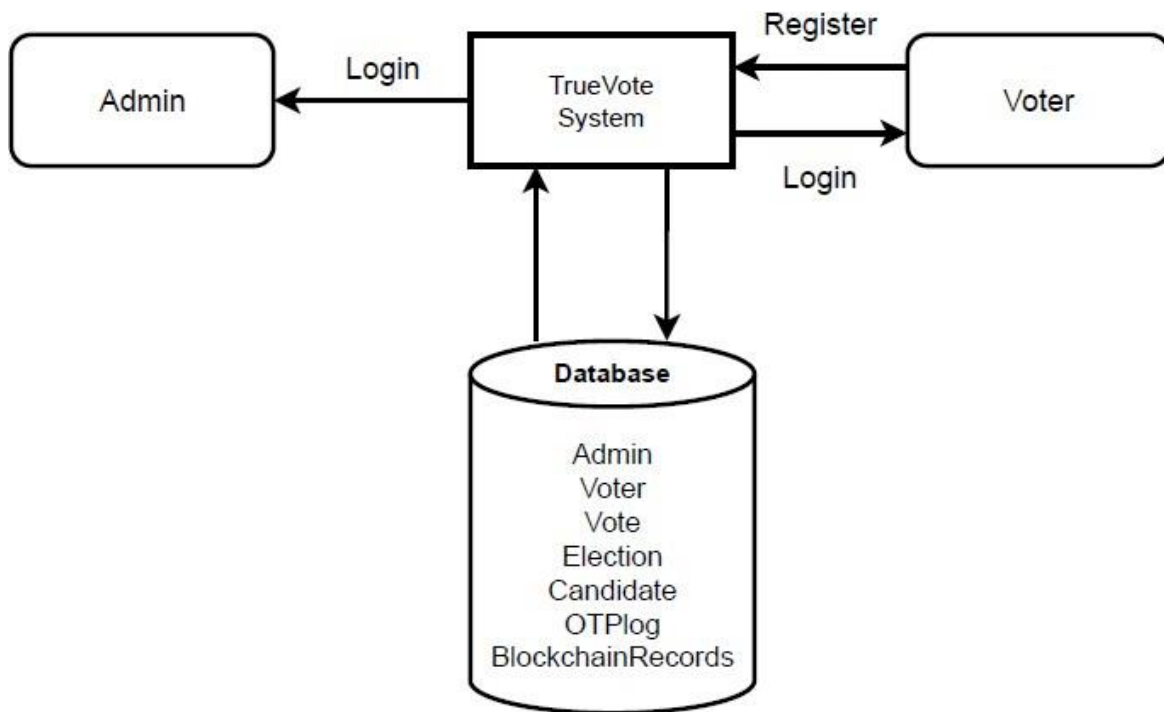 Register
Login
Admin
TrueVote
System
Voter
Login
Database
Admin
Voter
Vote
Election
Candidate
OTPlog
BlockchainRecords